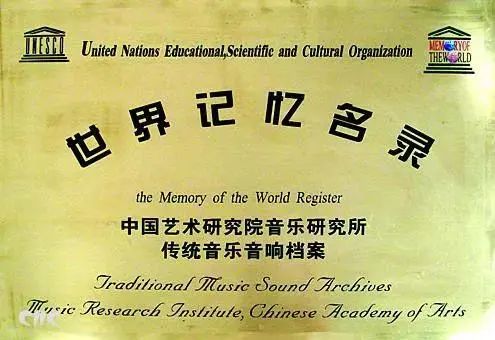 UNESCO
United Nations Educational,Scientific and Cultural Organization
MEMORY OF
THE WORLD
世界记忆名录
the Memory of the World Register
中国艺术研究院音乐研究所
传统音乐音响档案
Traditional Music Sound Archives
Music Research Institute, Chinese Academy of Arts